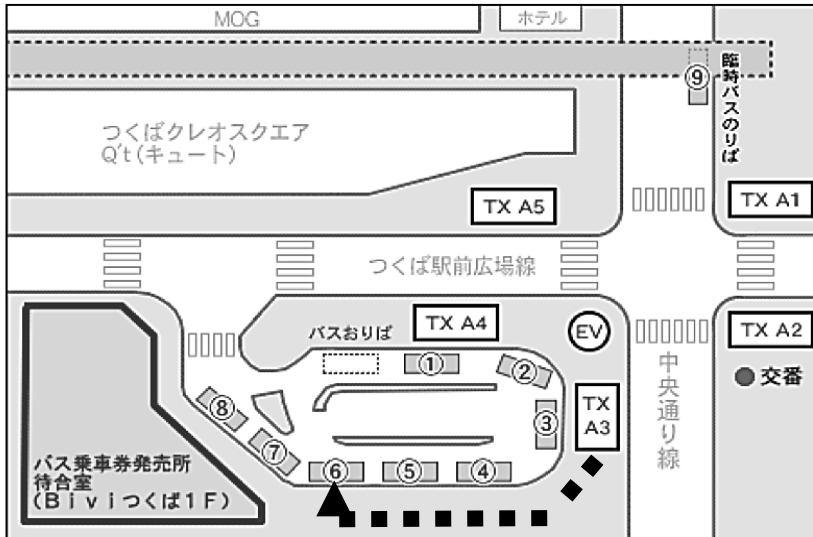 MOG
ホテル
⑨
臨時バスのりば
つくばクレオスクエア
Q't(キュート)
TX A5
TX A1
つくば駅前広場線
バスおりば
TX A4
EV
TX A2
①
②
中央通り線
●交番
⑧
③
TX
A3
⑦
⑥
⑤
④
バス乗車券発売所
待合室
(Biviつくば1F)